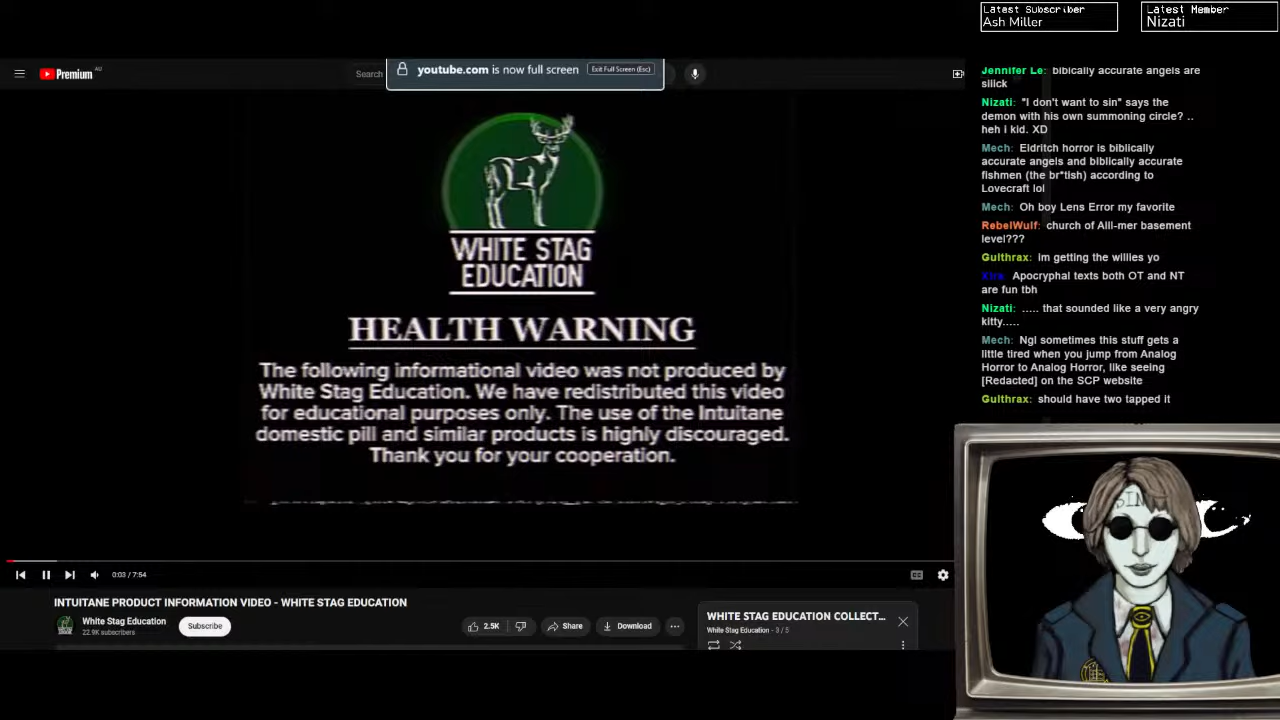 Latest Subscriber
Ash Miller
Latest Member
Nizati
Premium AU
Search
youtube.com is now full screen
Exit Full Screen (Esc)
WHITE STAG
EDUCATION
HEALTH WARNING
The following informational video was not produced by
White Stag Education. We have redistributed this video
for educational purposes only. The use of the Intuitane
domestic pill and similar products is highly discouraged.
Thank you for your cooperation.
0:03 / 7:54
CC
INTUITANE PRODUCT INFORMATION VIDEO - WHITE STAG EDUCATION
White Stag Education
22.9K subscribers
Subscribe
2.5K
Share
Download
WHITE STAG EDUCATION COLLECT...
White Stag Education - 3 / 5
Jennifer Le: bibically accurate angels are
siiick
Nizati: "I don't want to sin" says the
demon with his own summoning circle? ..
heh i kid. XD
Mech: Eldritch horror is biblically
accurate angels and biblically accurate
fishmen (the br*tish) according to
Lovecraft lol
Mech: Oh boy Lens Error my favorite
RebelWulf: church of Alll-mer basement
level???
Gulthrax: im getting the willies yo
Apocryphal texts both OT and NT
are fun tbh
Nizati: ..... that sounded like a very angry
kitty.....
Mech: Ngl sometimes this stuff gets a
little tired when you jump from Analog
Horror to Analog Horror, like seeing
[Redacted] on the SCP website
Gulthrax: should have two tapped it
SIN